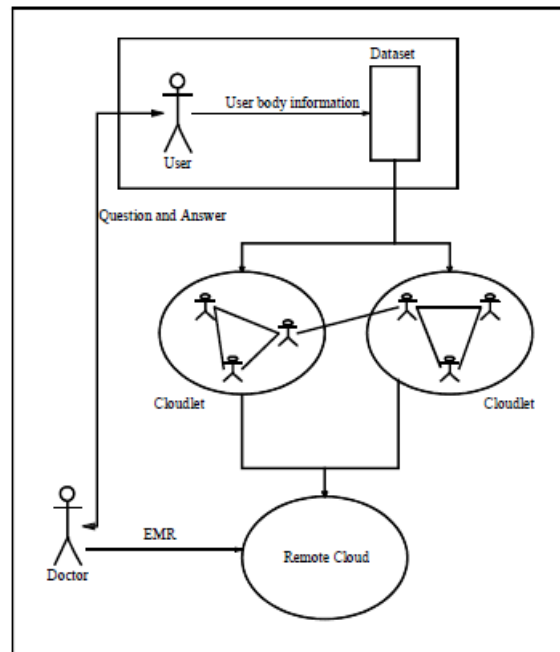 Dataset
User body information
User
Question and Answer
Cloudlet
Cloudlet
EMR
Doctor
Remote Cloud